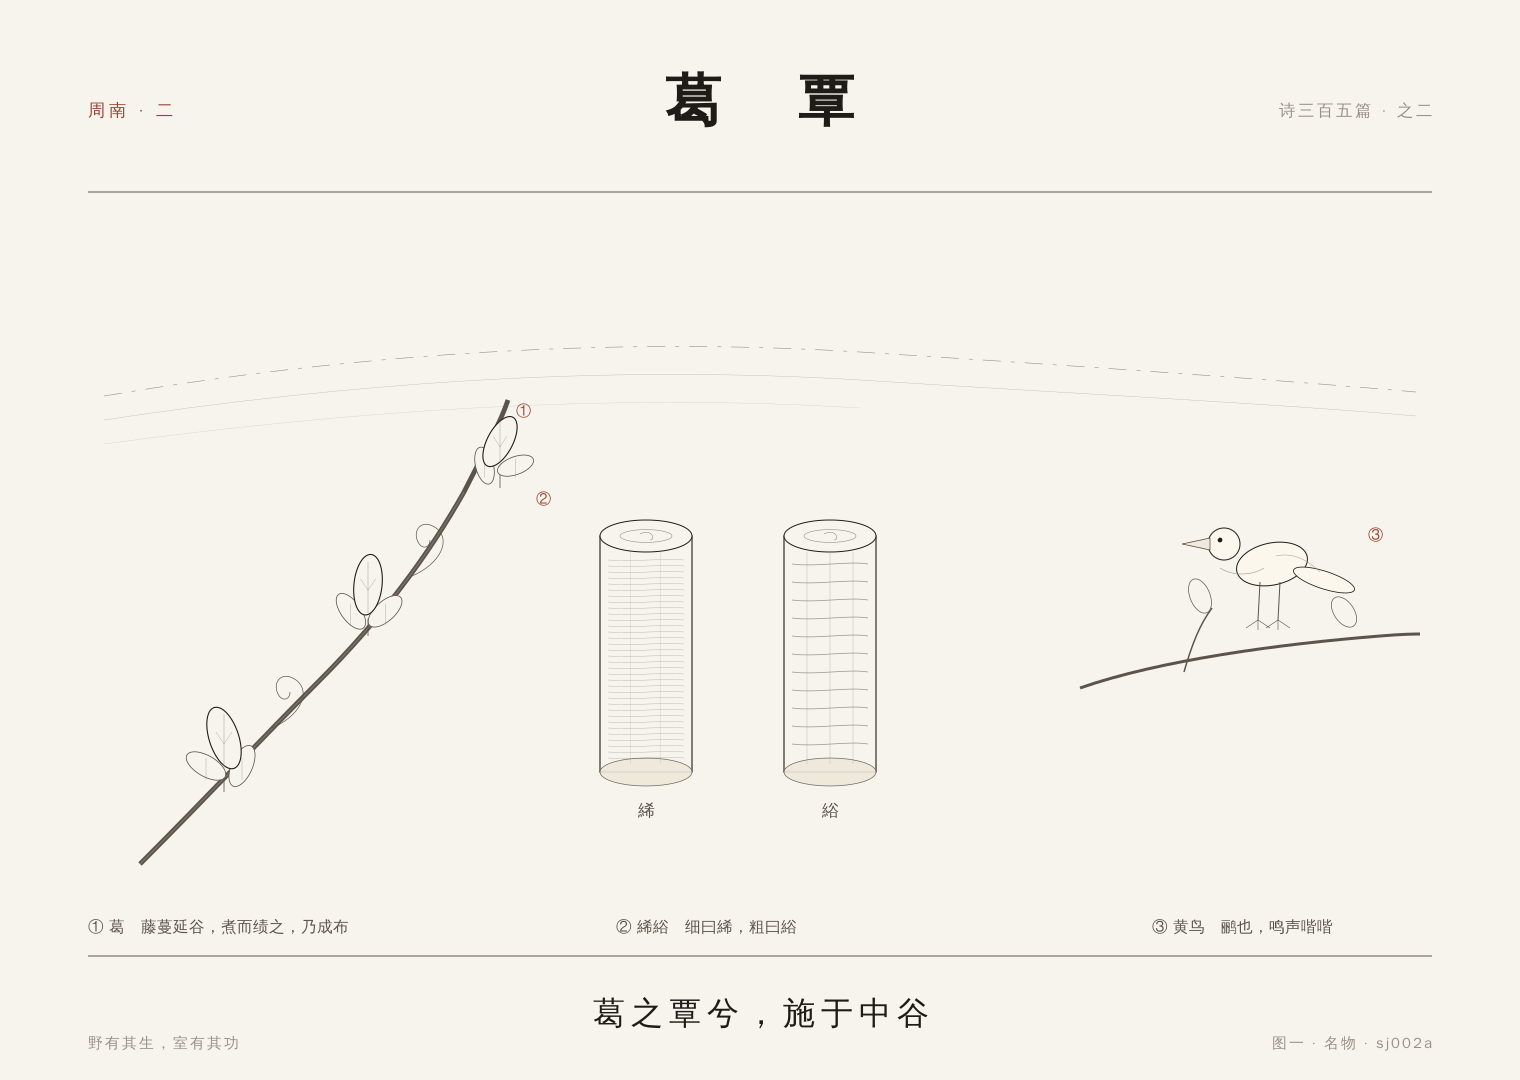 周南 · 二
葛 覃
诗三百五篇 · 之二
①
②
③
絺
綌
① 葛 藤蔓延谷，煮而绩之，乃成布
② 絺綌 细曰絺，粗曰綌
③ 黄鸟 鹂也，鸣声喈喈
葛之覃兮，施于中谷
野有其生，室有其功
图一 · 名物 · sj002a